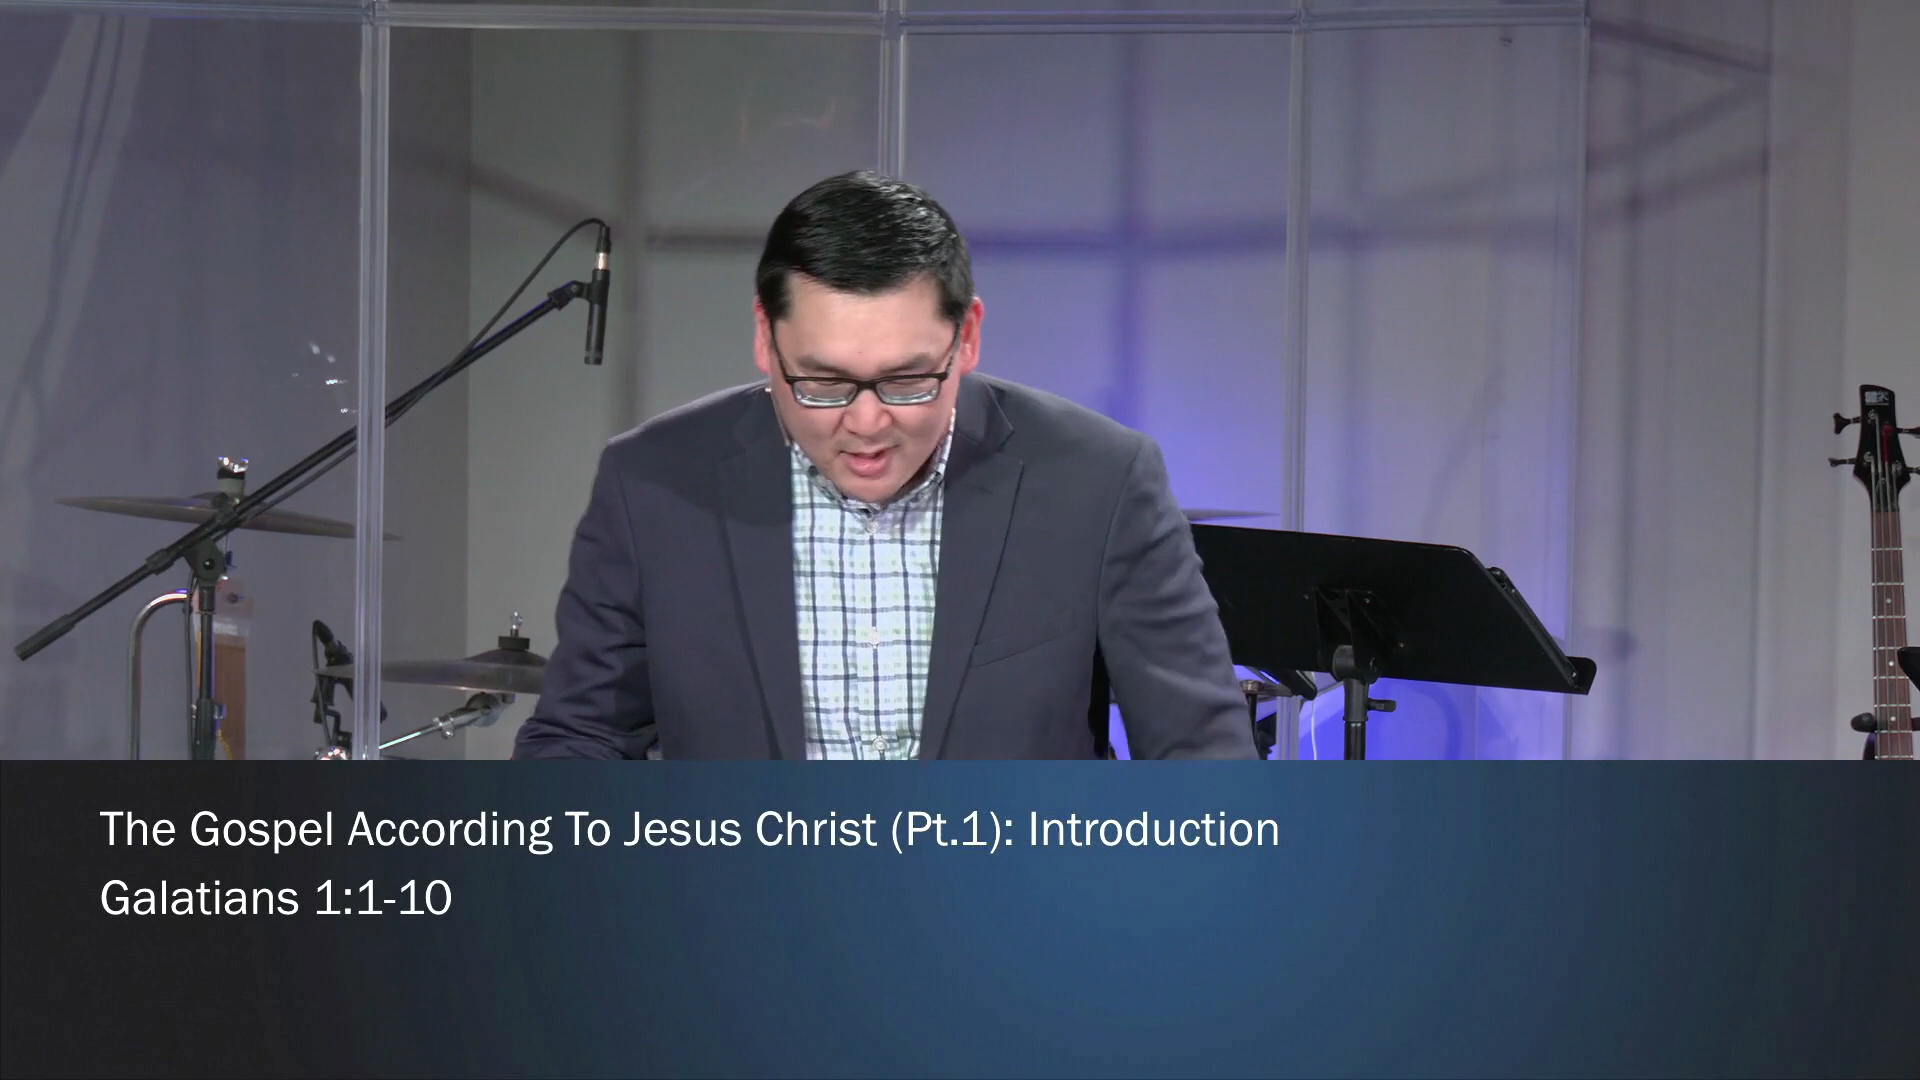 The Gospel According To Jesus Christ (Pt.1): Introduction
Galatians 1:1-10